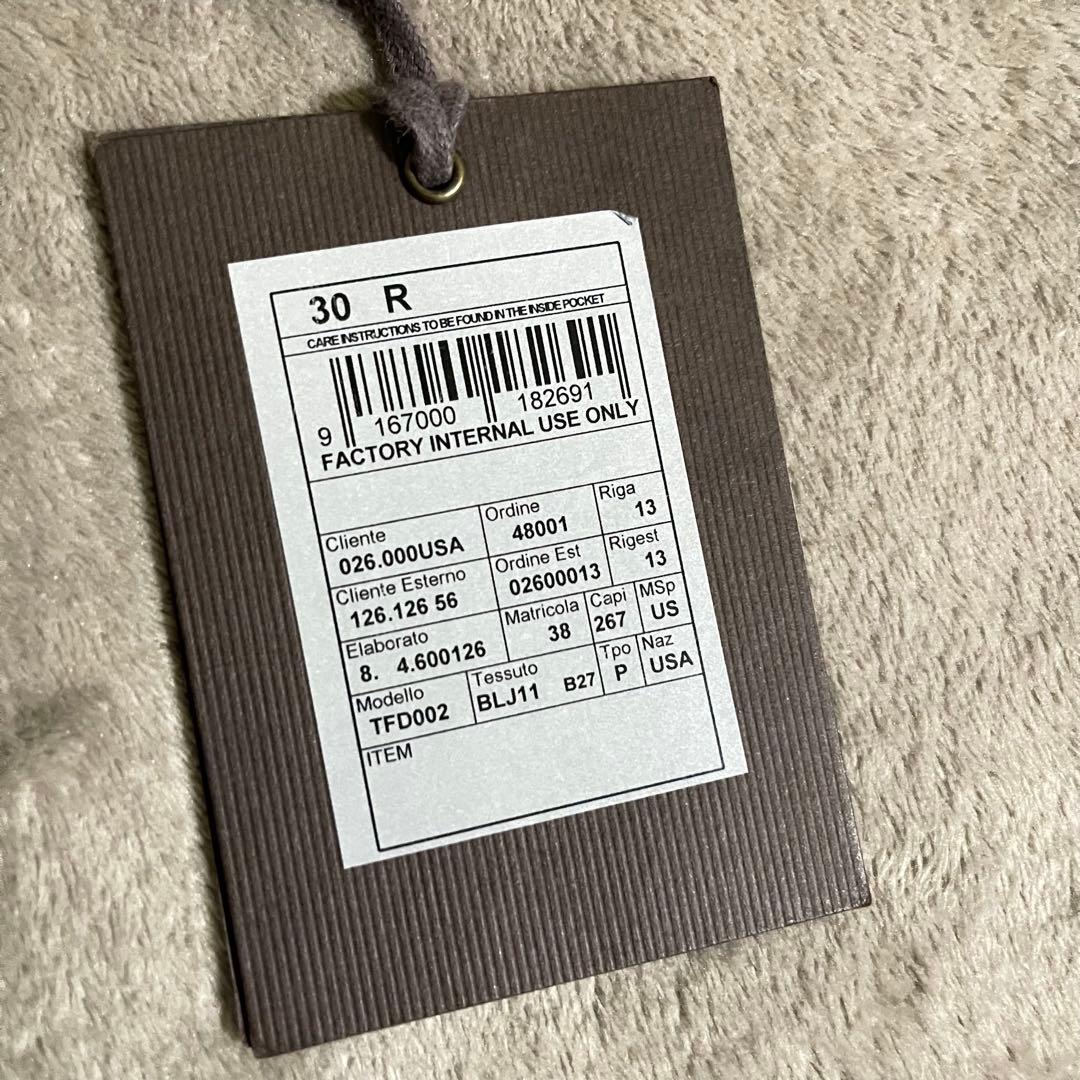 30 R
CARE INSTRUCTIONS TO BE FOUND IN THE INSIDE POCKET
9 167000 182691
FACTORY INTERNAL USE ONLY
Cliente Ordine Riga
026.000USA 48001 13
Cliente Esterno Ordine Est Rigest
126.126 56 02600013 13
Elaborato Matricola Capi MSp
8. 4.600126 38 267 US
Modello Tessuto Tpo Naz
TFD002 BLJ11 B27 P USA
ITEM